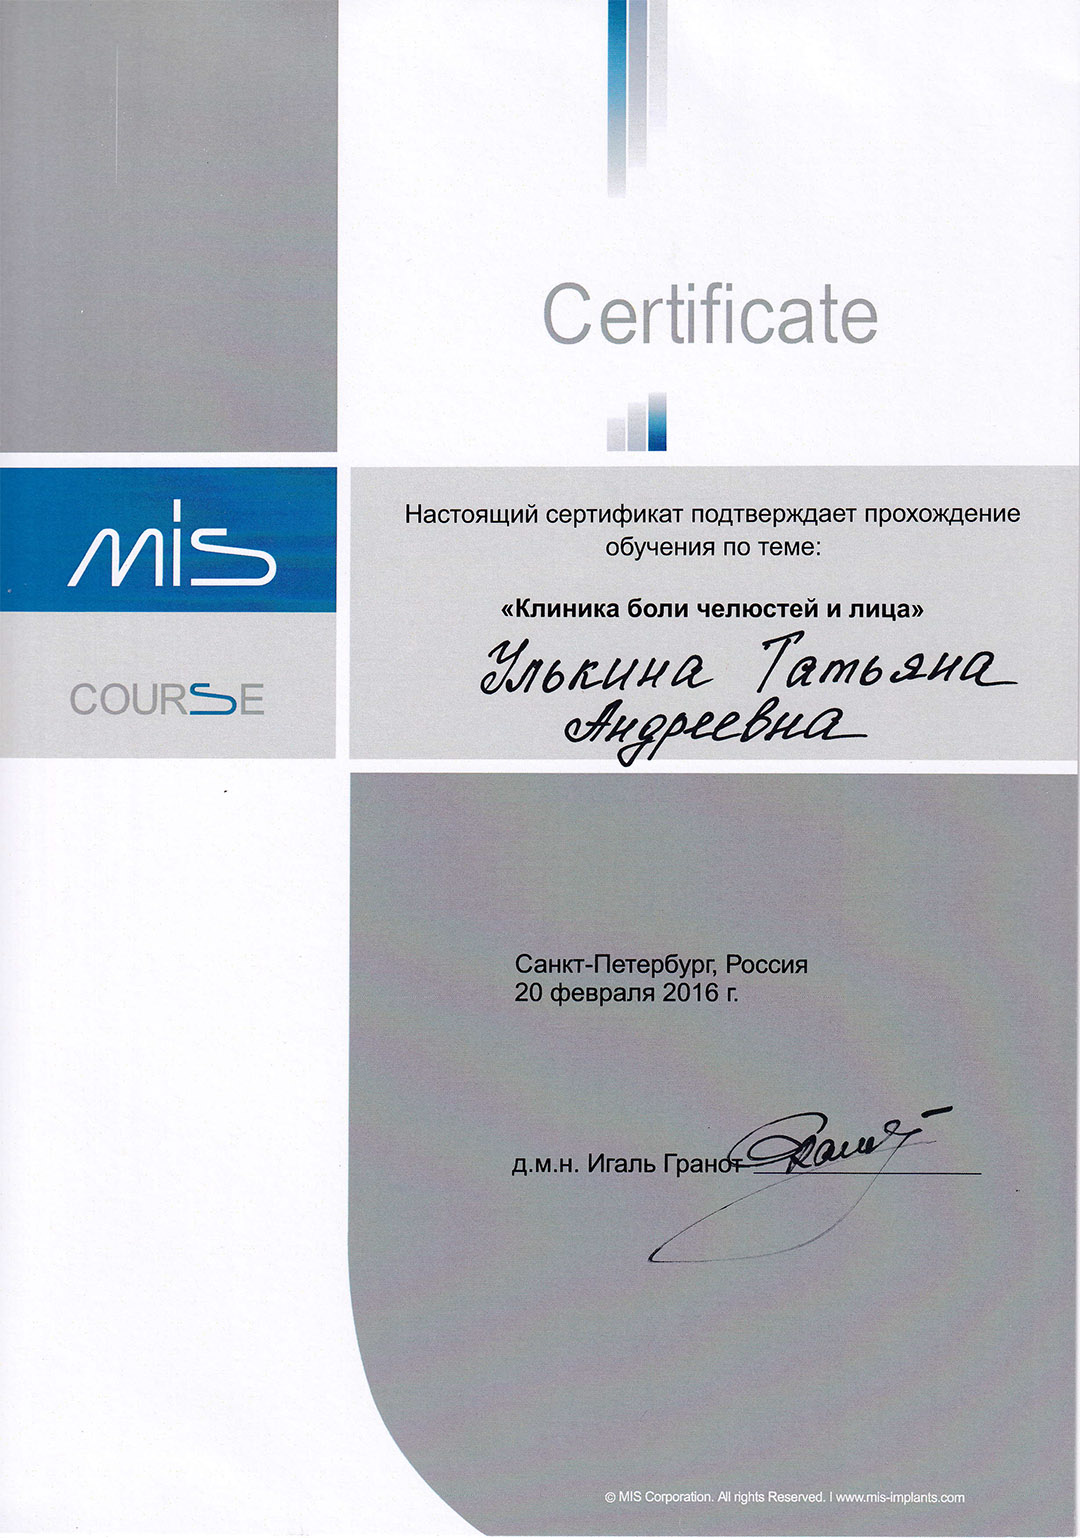 Certificate
mis
COURSE
Настоящий сертификат подтверждает прохождение
обучения по теме:
«Клиника боли челюстей и лица»
Улькина Татьяна
Андреевна
Санкт-Петербург, Россия
20 февраля 2016 г.
д.м.н. Игаль Гранот
© MIS Corporation. All rights Reserved. I www.mis-implants.com